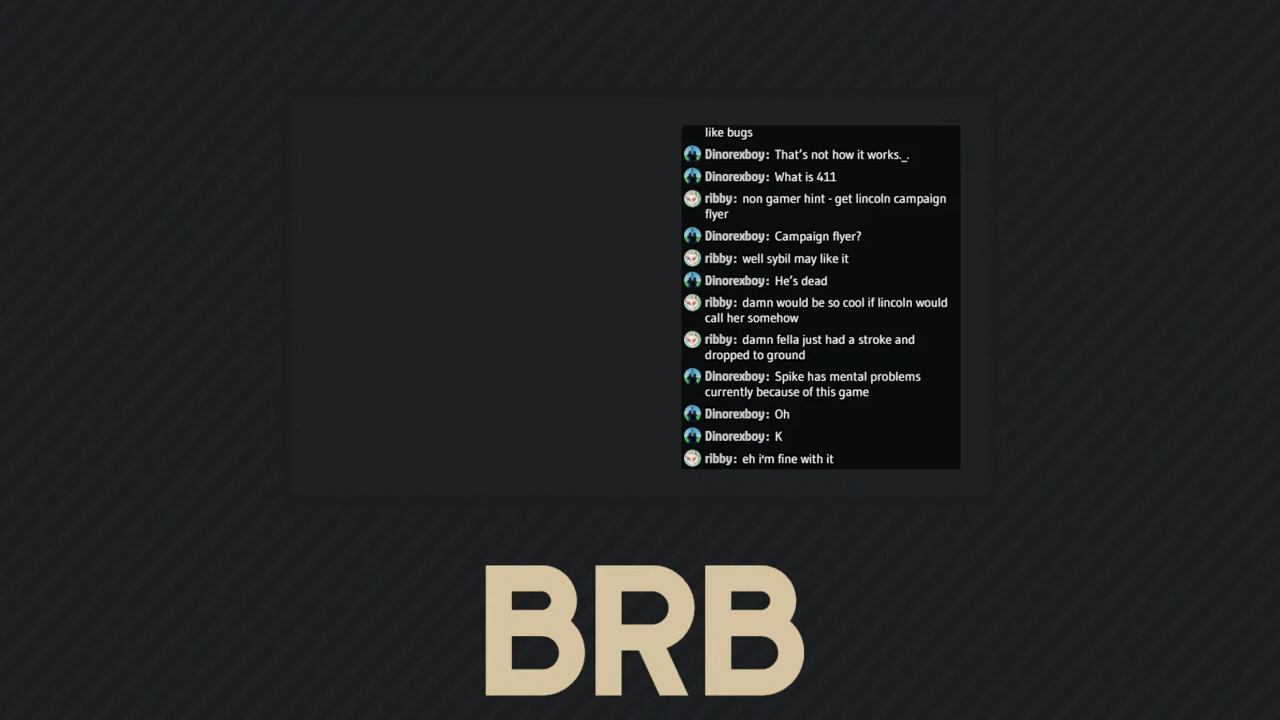 like bugs
Dinorexboy: That's not how it works._.
Dinorexboy: What is 411
ribby: non gamer hint - get lincoln campaign
flyer
Dinorexboy: Campaign flyer?
ribby: well sybil may like it
Dinorexboy: He's dead
ribby: damn would be so cool if lincoln would
call her somehow
ribby: damn fella just had a stroke and
dropped to ground
Dinorexboy: Spike has mental problems
currently because of this game
Dinorexboy: Oh
Dinorexboy: K
ribby: eh i'm fine with it
BRB